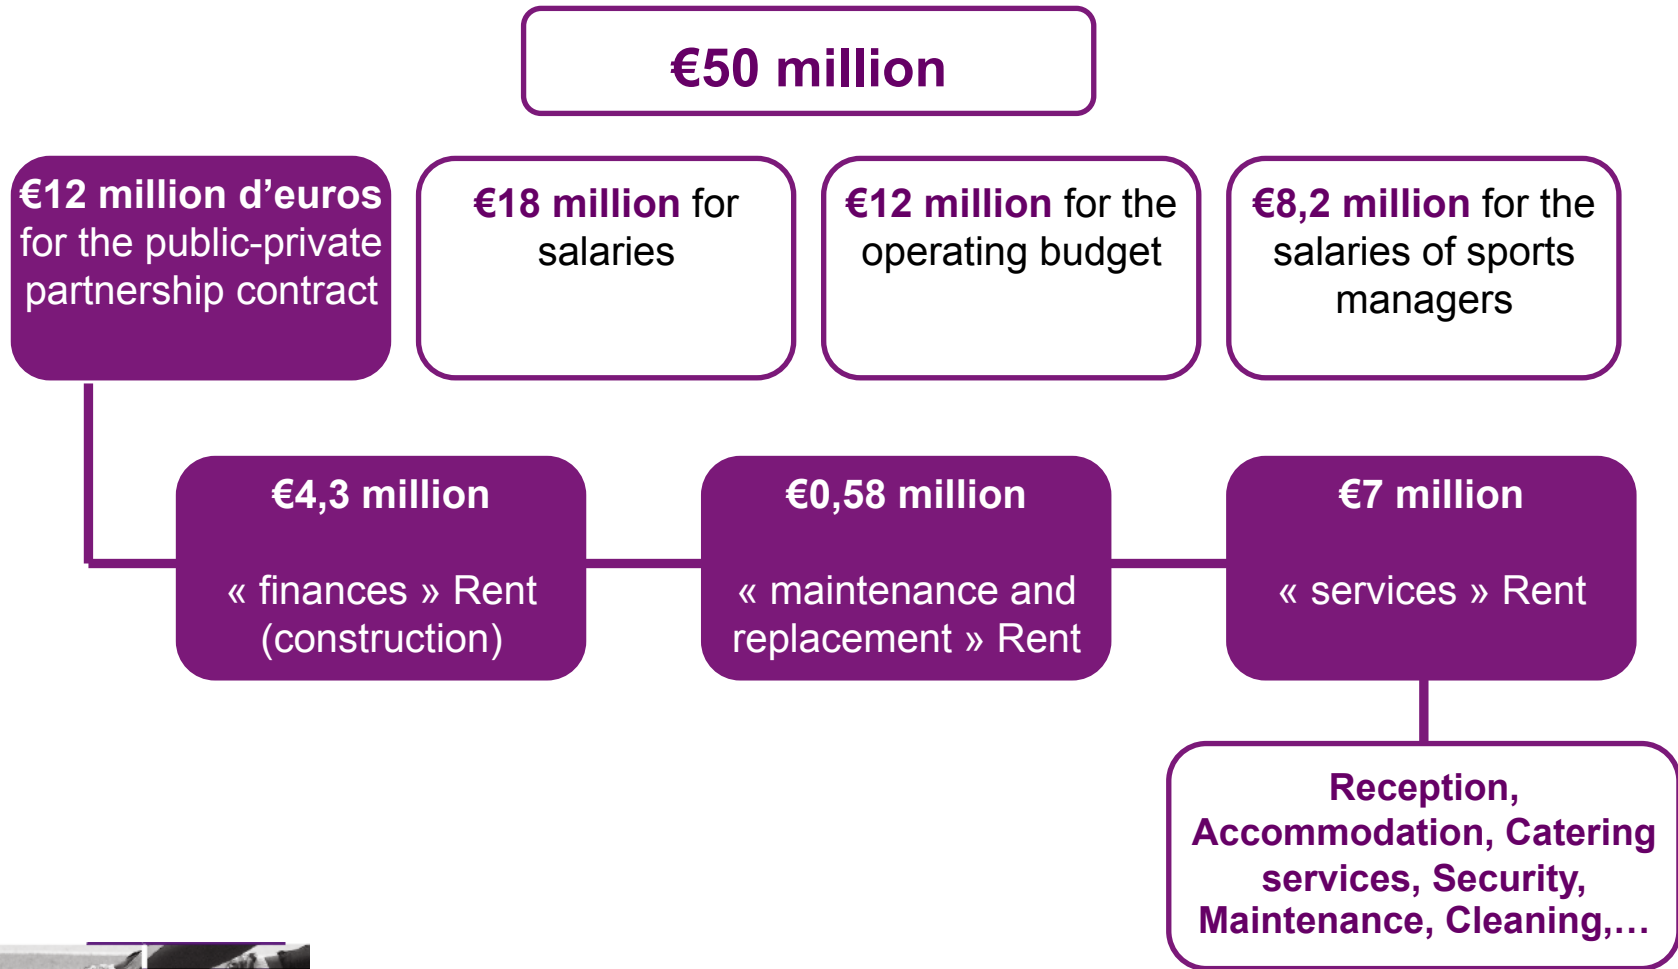 €50 million
€12 million d’euros
for the public-private
partnership contract
€18 million for
salaries
€12 million for the
operating budget
€8,2 million for the
salaries of sports
managers
€4,3 million
« finances » Rent
(construction)
€0,58 million
« maintenance and
replacement » Rent
€7 million
« services » Rent
Reception,
Accommodation, Catering
services, Security,
Maintenance, Cleaning,…